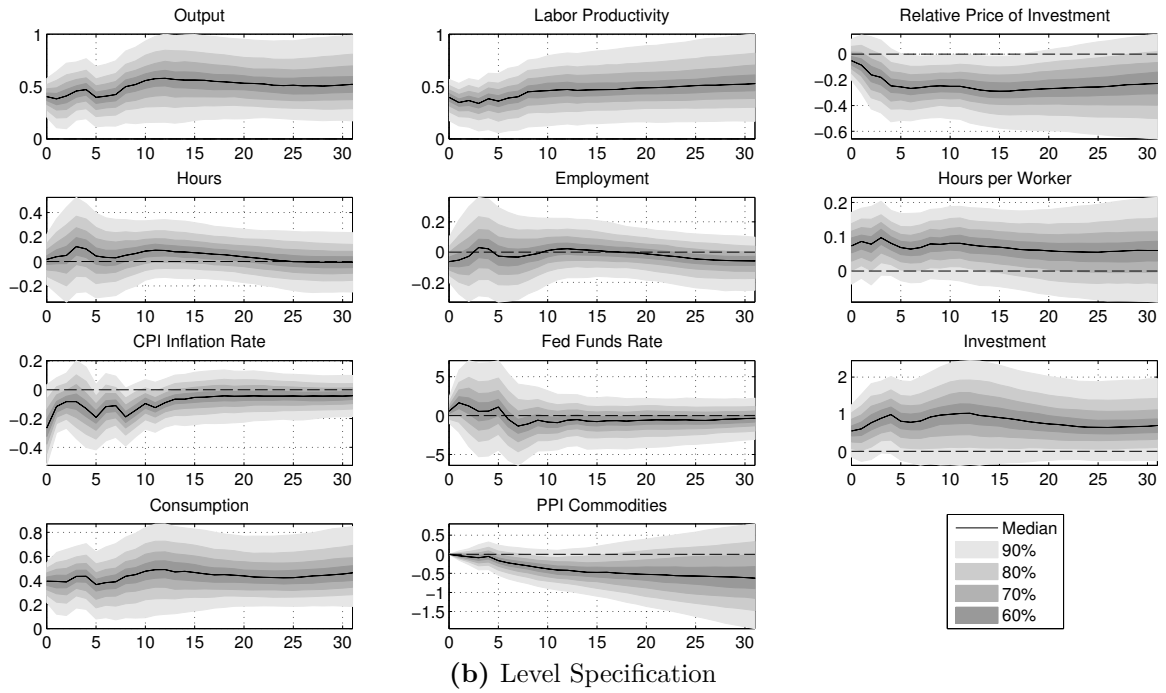 Output
Labor Productivity
Relative Price of Investment
1
0.5
0
0 5 10 15 20 25 30
1
0.5
0
0 5 10 15 20 25 30
0
−0.2
−0.4
−0.6
0 5 10 15 20 25 30
Hours
Employment
Hours per Worker
0.4
0.2
0
−0.2
0 5 10 15 20 25 30
0.2
0
−0.2
0 5 10 15 20 25 30
0.2
0.1
0
0 5 10 15 20 25 30
CPI Inflation Rate
Fed Funds Rate
Investment
0.2
0
−0.2
−0.4
0 5 10 15 20 25 30
5
0
−5
0 5 10 15 20 25 30
2
1
0
0 5 10 15 20 25 30
Consumption
PPI Commodities
0.8
0.6
0.4
0.2
0
0 5 10 15 20 25 30
0.5
0
−0.5
−1
−1.5
0 5 10 15 20 25 30
Median
90%
80%
70%
60%
(b) Level Specification